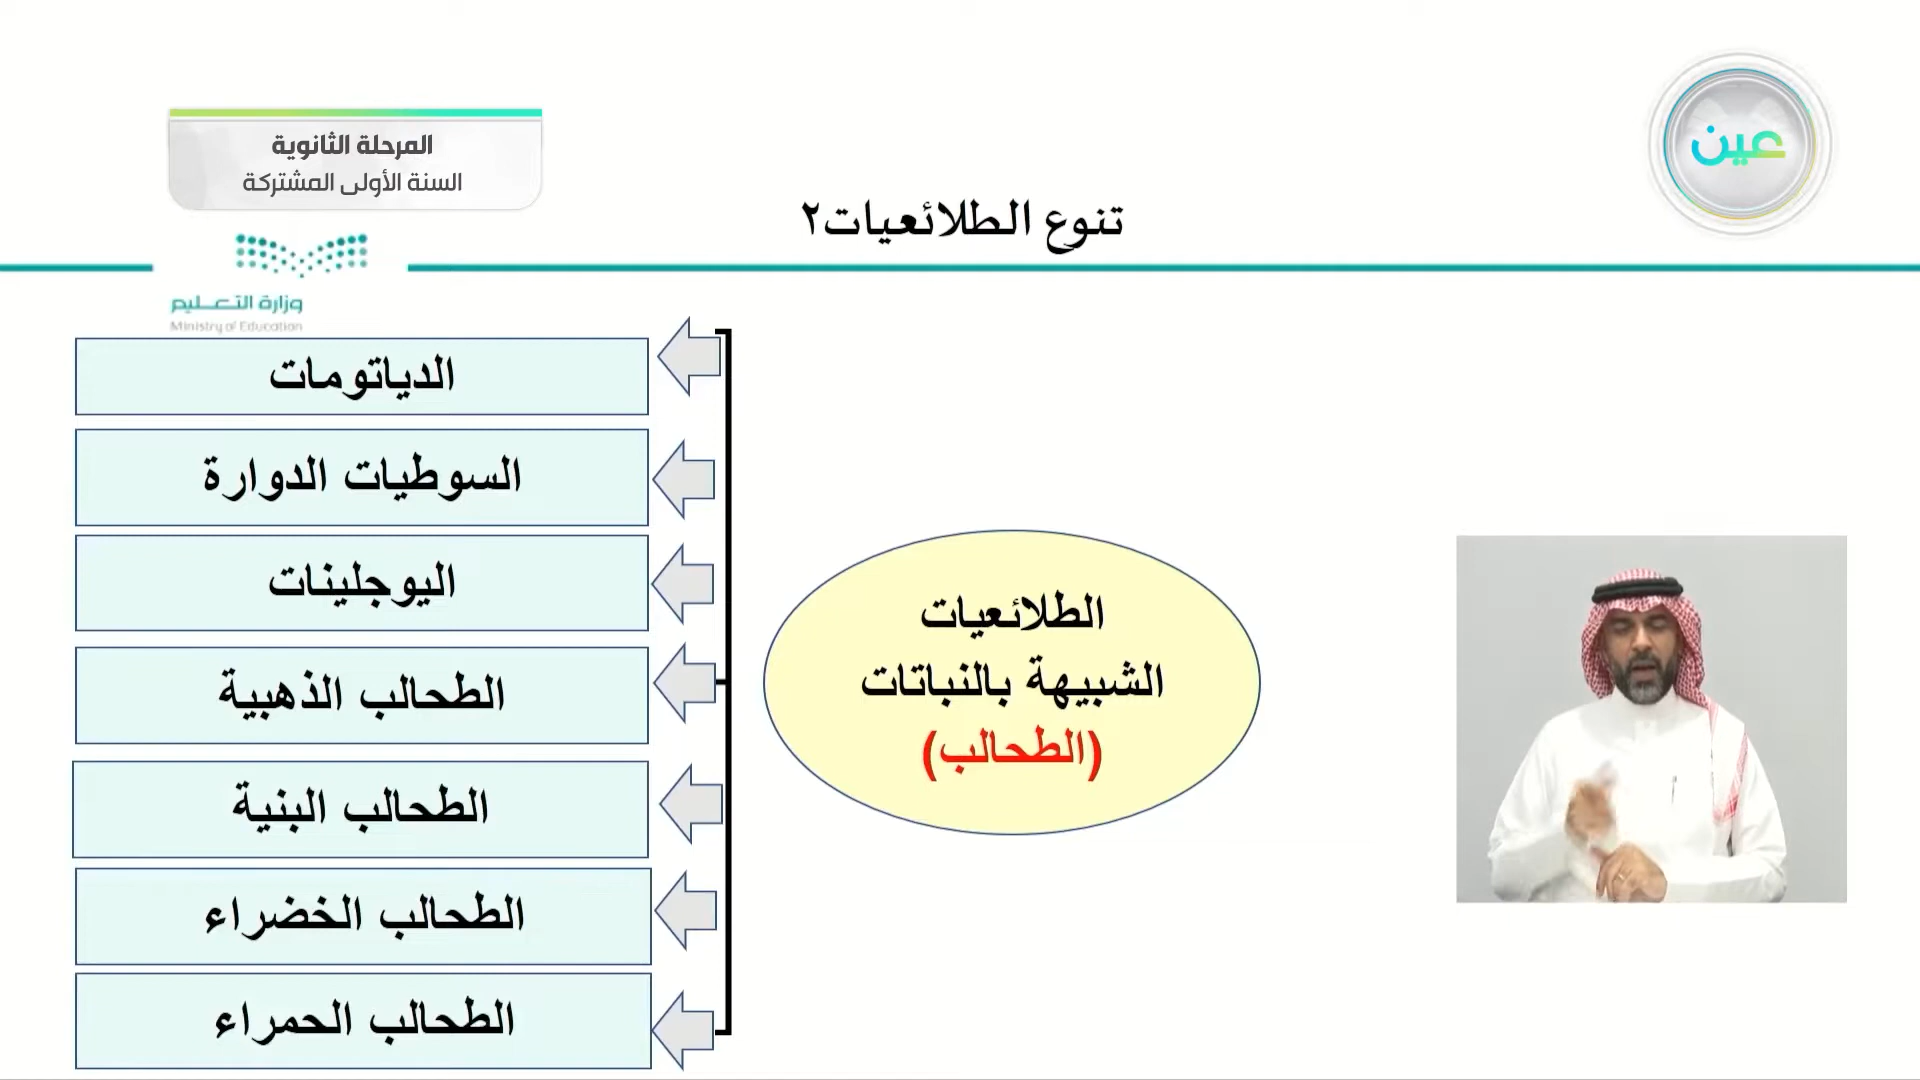 عين
المرحلة الثانوية
السنة الأولى المشتركة
تنوع الطلائعيات٢
وزارة التعـــليم
Ministry of Education
الطلائعيات
الشبيهة بالنباتات
(الطحالب)
الدياتومات
السوطيات الدوارة
اليوجلينات
الطحالب الذهبية
الطحالب البنية
الطحالب الخضراء
الطحالب الحمراء